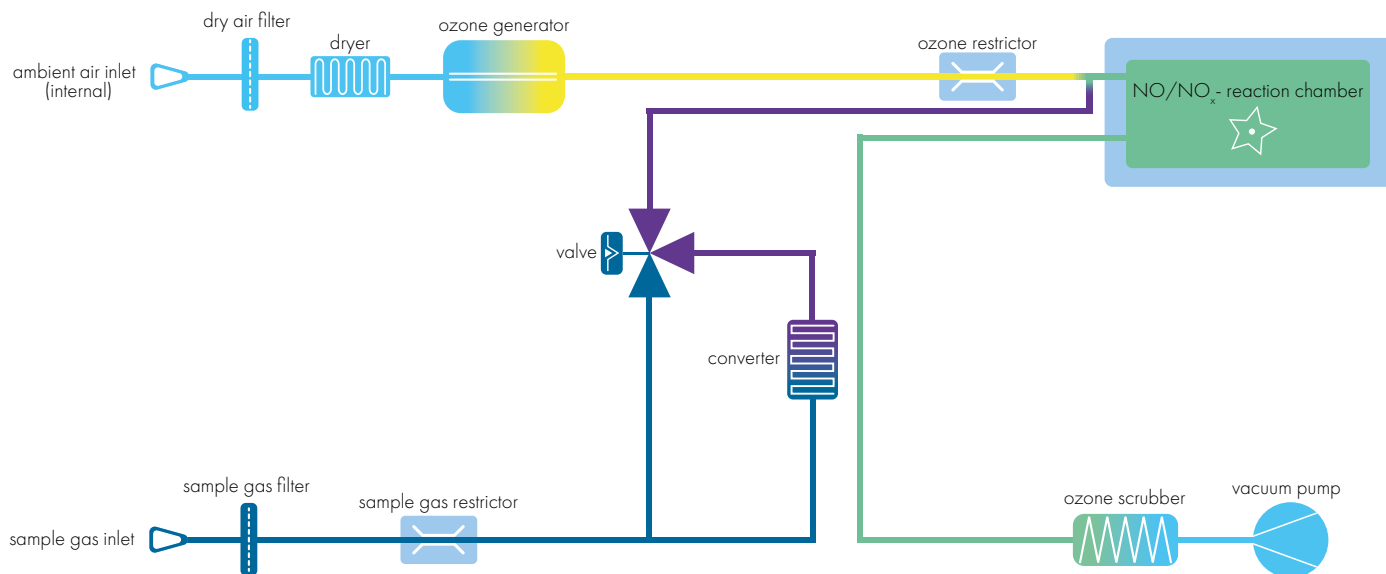 dry air filter
dryer
ozone generator
ozone restrictor
ambient air inlet
(internal)
NO/NOx- reaction chamber
valve
converter
sample gas filter
sample gas restrictor
sample gas inlet
ozone scrubber
vacuum pump